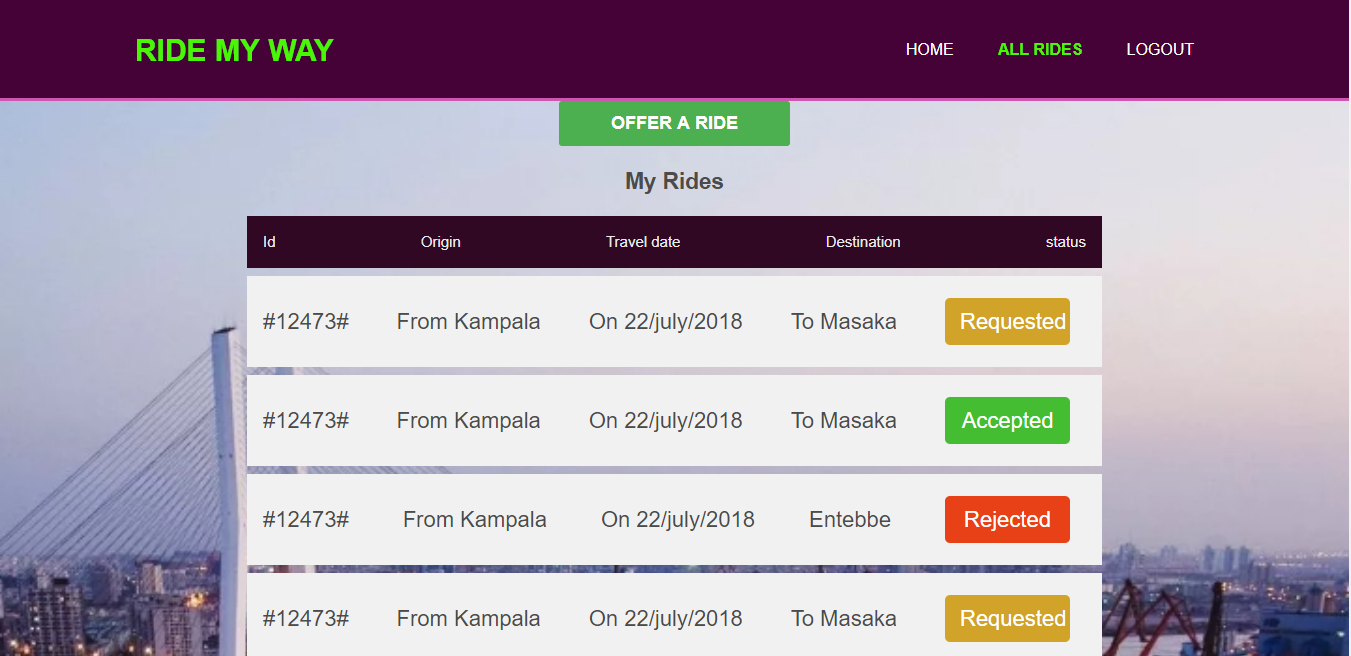 RIDE MY WAY HOME ALL RIDES LOGOUT
OFFER A RIDE
My Rides
Id Origin Travel date Destination status
#12473# From Kampala On 22/july/2018 To Masaka Requested
#12473# From Kampala On 22/july/2018 To Masaka Accepted
#12473# From Kampala On 22/july/2018 Entebbe Rejected
#12473# From Kampala On 22/july/2018 To Masaka Requested